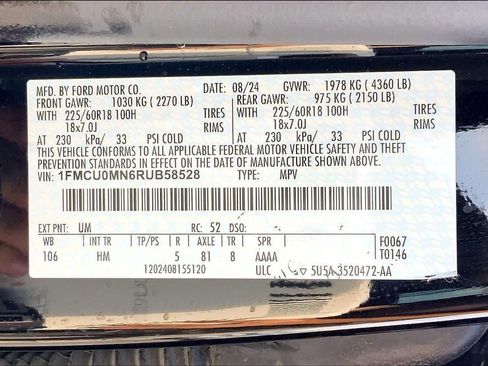 MFD. BY FORD MOTOR CO. 08/24 GVWR: 1978 KG ( 4360 LB)
FRONT GAWR: 1030 KG ( 2270 LB) REAR GAWR: 975 KG ( 2150 LB)
WITH 225/60R18 100H TIRES WITH 225/60R18 100H TIRES
18x7.0J RIMS 18x7.0J RIMS
AT 230 kPa/ 33 PSI COLD AT 230 kPa/ 33 PSI COLD
THIS VEHICLE CONFORMS TO ALL APPLICABLE FEDERAL MOTOR VEHICLE SAFETY AND THEFT
PREVENTION STANDARDS IN EFFECT ON THE DATE OF MANUFACTURE SHOWN ABOVE.
VIN: 1FMCU0MN6RUB58528 TYPE: MPV
EXT PNT: UM RC: 52 DSO:
WB INT TR TP/PS R AXLE TR SPR F0067
106 HM 5 81 8 AAAA T0146
1202408155120 ULC 5U5A 3520472-AA